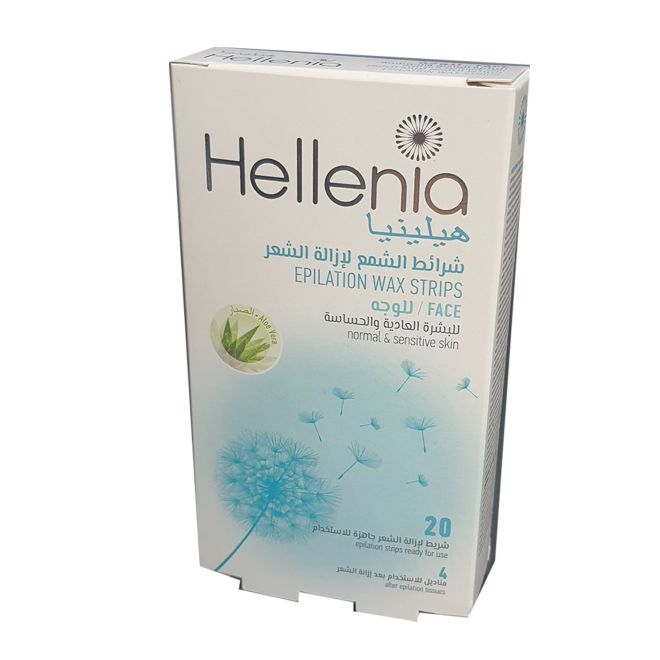 Hellenia
Hellenia
هيلينيا
شرائط الشمع لإزالة الشعر
EPILATION WAX STRIPS
للوجه / FACE
للبشرة العادية والحساسة
normal & sensitive skin
الصبار • Aloe Vera
20
شريط لإزالة الشعر جاهزة للاستخدام
epilation strips ready for use
4
مناديل للاستخدام بعد إزالة الشعر
after epilation tissues